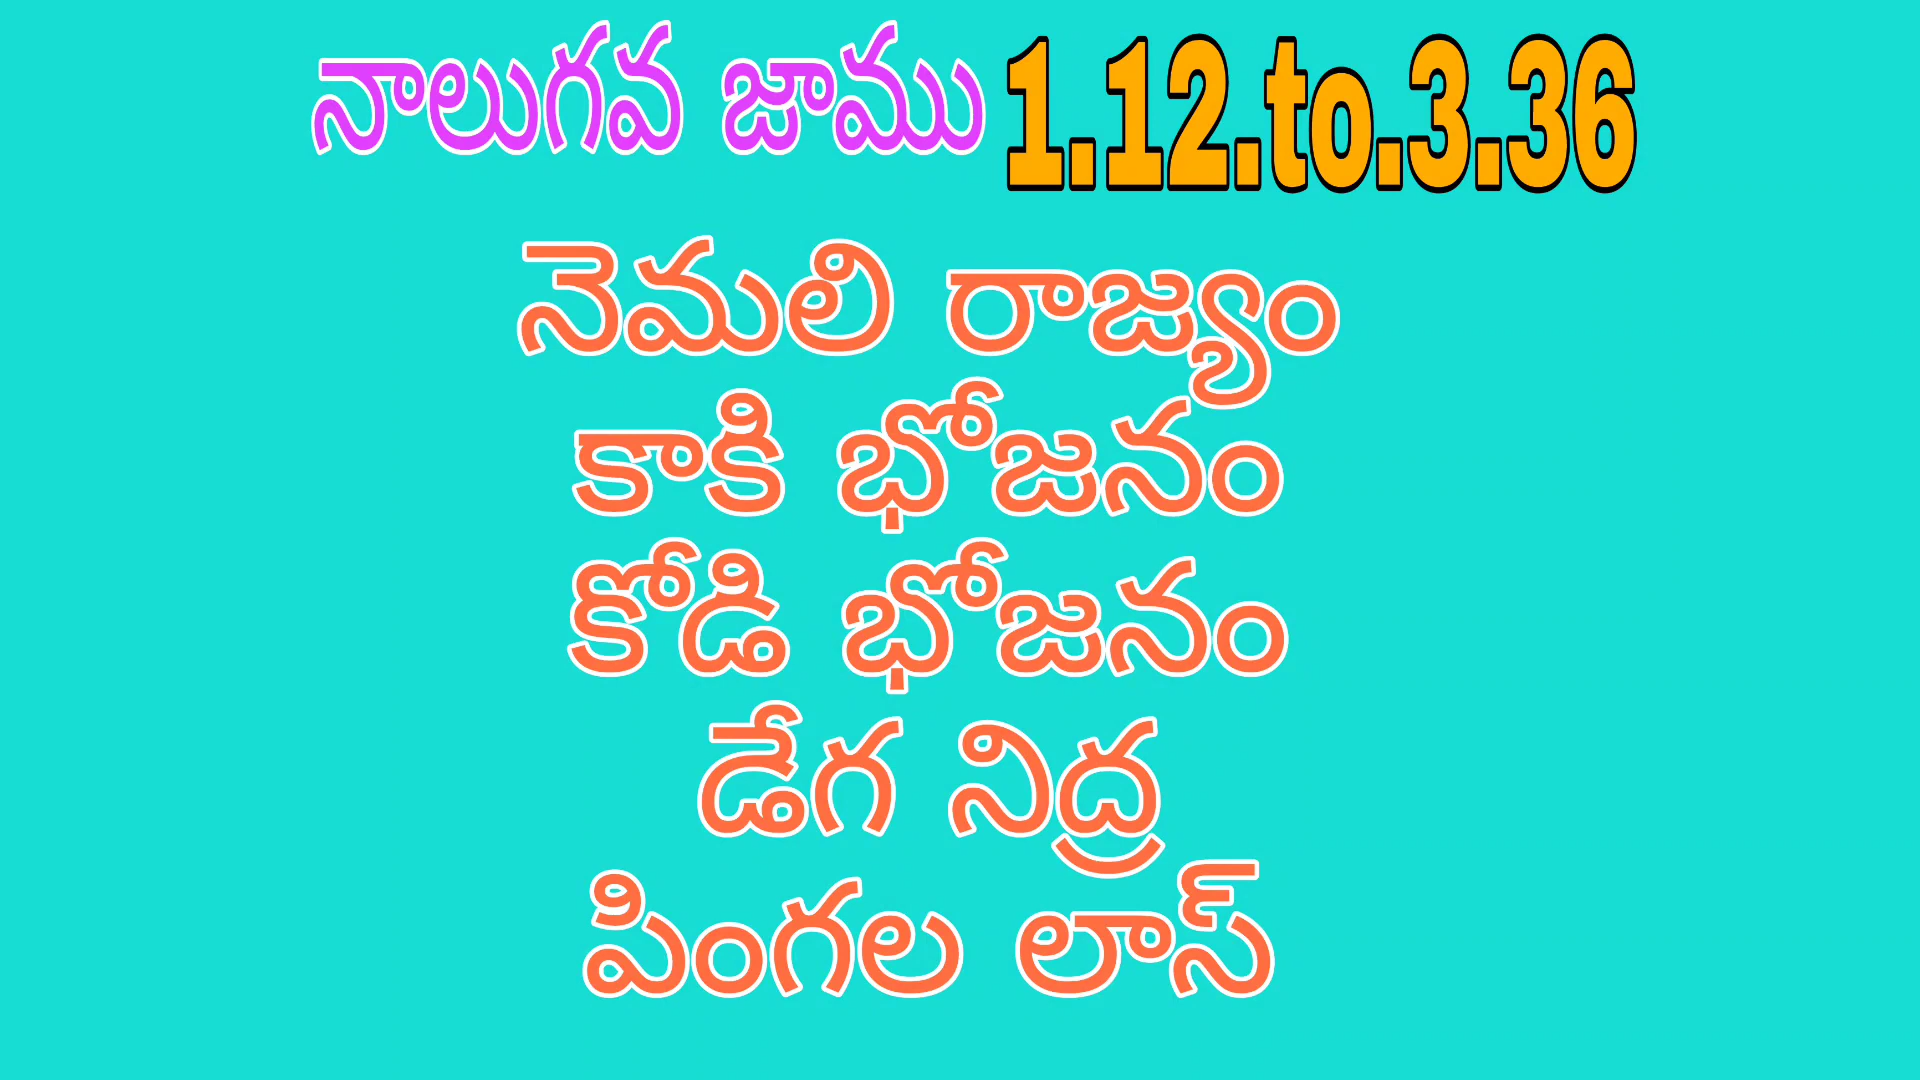 నాలుగవ జాము 1.12.to.3.36
నెమలి రాజ్యం
కాకి భోజనం
కోడి భోజనం
డేగ నిద్ర
పింగల లాస్